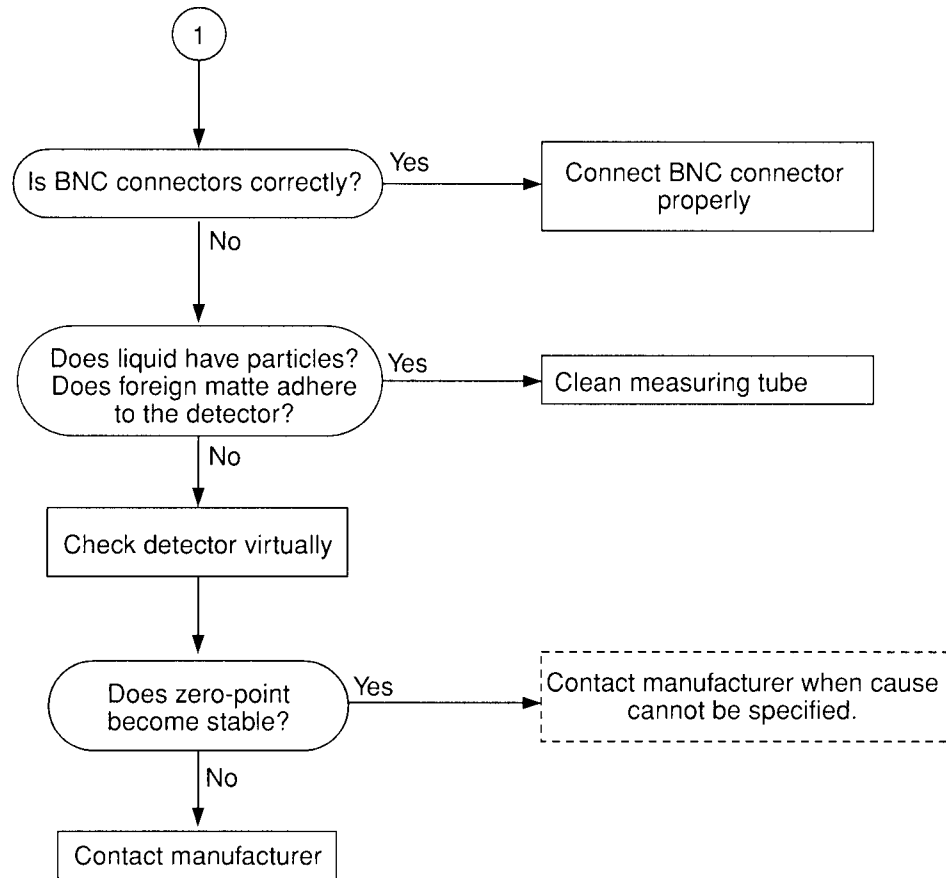 1
Is BNC connectors correctly?
Yes
Connect BNC connector
properly
No
Does liquid have particles?
Does foreign matte adhere
to the detector?
Yes
Clean measuring tube
No
Check detector virtually
Does zero-point
become stable?
Yes
Contact manufacturer when cause
cannot be specified.
No
Contact manufacturer